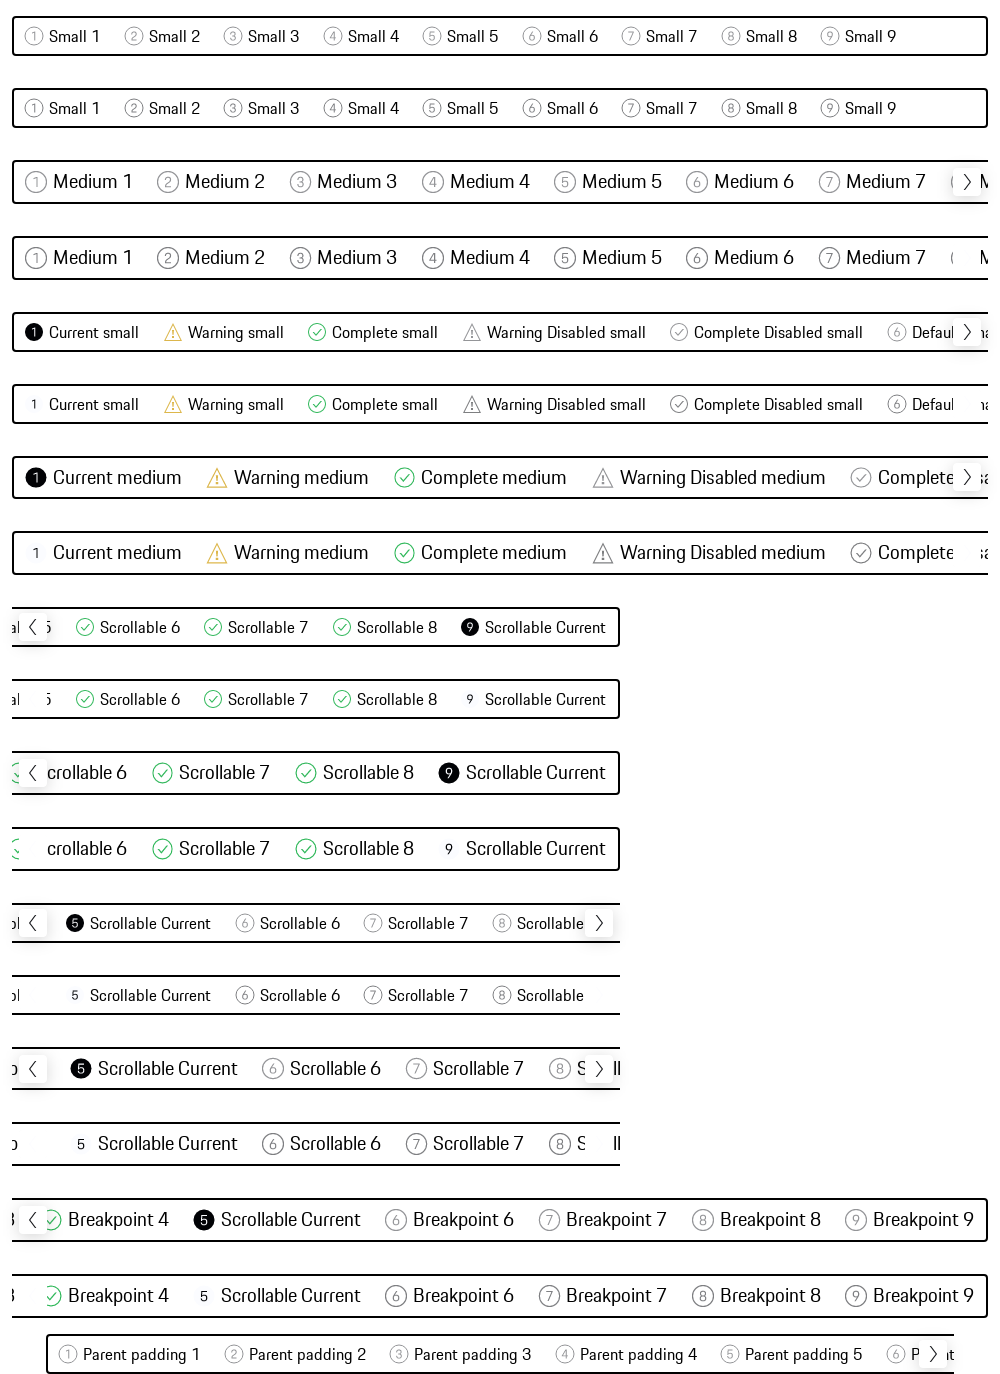 1 Small 1 2 Small 2 3 Small 3 4 Small 4 5 Small 5 6 Small 6 7 Small 7 8 Small 8 9 Small 9
1 Small 1 2 Small 2 3 Small 3 4 Small 4 5 Small 5 6 Small 6 7 Small 7 8 Small 8 9 Small 9
1 Medium 1 2 Medium 2 3 Medium 3 4 Medium 4 5 Medium 5 6 Medium 6 7 Medium 7
1 Medium 1 2 Medium 2 3 Medium 3 4 Medium 4 5 Medium 5 6 Medium 6 7 Medium 7
1 Current small Warning small Complete small Warning Disabled small Complete Disabled small 6 Defaul
1 Current small Warning small Complete small Warning Disabled small Complete Disabled small 6 Defaul
1 Current medium Warning medium Complete medium Warning Disabled medium Complete
1 Current medium Warning medium Complete medium Warning Disabled medium Complete
5 Scrollable 6 Scrollable 7 Scrollable 8 9 Scrollable Current
5 Scrollable 6 Scrollable 7 Scrollable 8 9 Scrollable Current
crollable 6 Scrollable 7 Scrollable 8 9 Scrollable Current
crollable 6 Scrollable 7 Scrollable 8 9 Scrollable Current
5 Scrollable Current 6 Scrollable 6 7 Scrollable 7 8 Scrollable
5 Scrollable Current 6 Scrollable 6 7 Scrollable 7 8 Scrollable
5 Scrollable Current 6 Scrollable 6 7 Scrollable 7 8
5 Scrollable Current 6 Scrollable 6 7 Scrollable 7 8
3 Breakpoint 4 5 Scrollable Current 6 Breakpoint 6 7 Breakpoint 7 8 Breakpoint 8 9 Breakpoint 9
3 Breakpoint 4 5 Scrollable Current 6 Breakpoint 6 7 Breakpoint 7 8 Breakpoint 8 9 Breakpoint 9
1 Parent padding 1 2 Parent padding 2 3 Parent padding 3 4 Parent padding 4 5 Parent padding 5 6